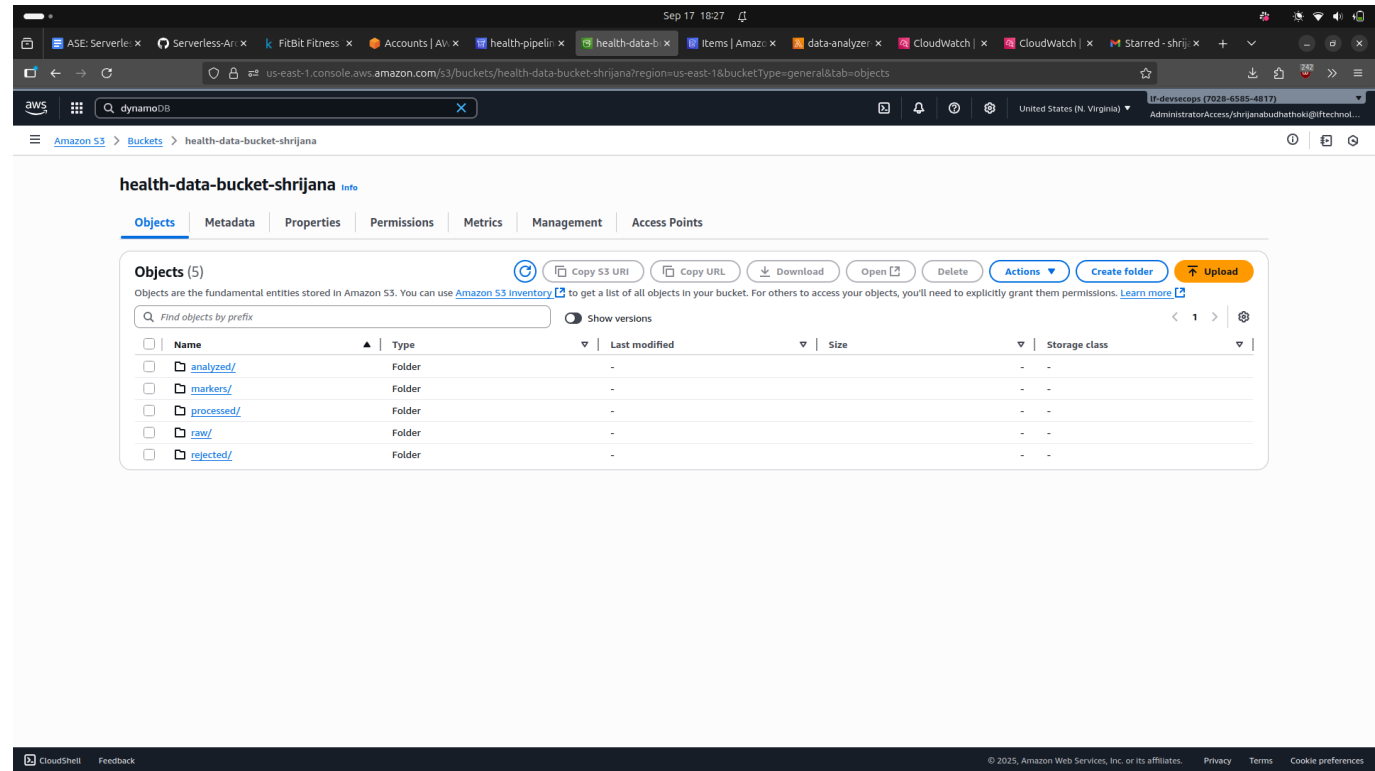 Sep 17 18:27
ASE: Serverles
Serverless-Arc
FitBit Fitness
Accounts | AW
health-pipelin
health-data-b
Items | Amazo
data-analyzer
CloudWatch |
CloudWatch |
Starred - shrija
us-east-1.console.aws.amazon.com/s3/buckets/health-data-bucket-shrijana?region=us-east-1&bucketType=general&tab=objects
242
aws
dynamoDB
United States (N. Virginia)
lf-devsecops (7028-6585-4817)
AdministratorAccess/shrijanabudhathoki@lftechnol...
Amazon S3 > Buckets > health-data-bucket-shrijana
health-data-bucket-shrijana Info
Objects Metadata Properties Permissions Metrics Management Access Points
Objects (5)
Copy S3 URI Copy URL Download Open Delete Actions Create folder Upload
Objects are the fundamental entities stored in Amazon S3. You can use Amazon S3 Inventory to get a list of all objects in your bucket. For others to access your objects, you'll need to explicitly grant them permissions. Learn more
Find objects by prefix
Show versions
1
Name Type Last modified Size Storage class
analyzed/ Folder - - -
markers/ Folder - - -
processed/ Folder - - -
raw/ Folder - - -
rejected/ Folder - - -
CloudShell Feedback © 2025, Amazon Web Services, Inc. or its affiliates. Privacy Terms Cookie preferences